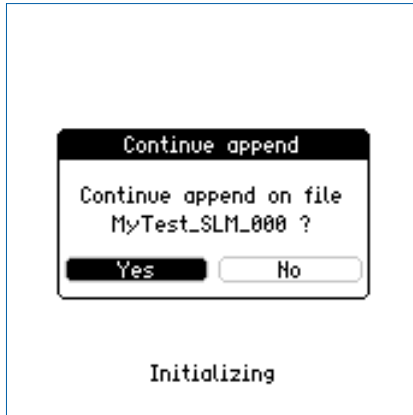 Continue append
Continue append on file
MyTest_SLM_000 ?
Yes No
Initializing